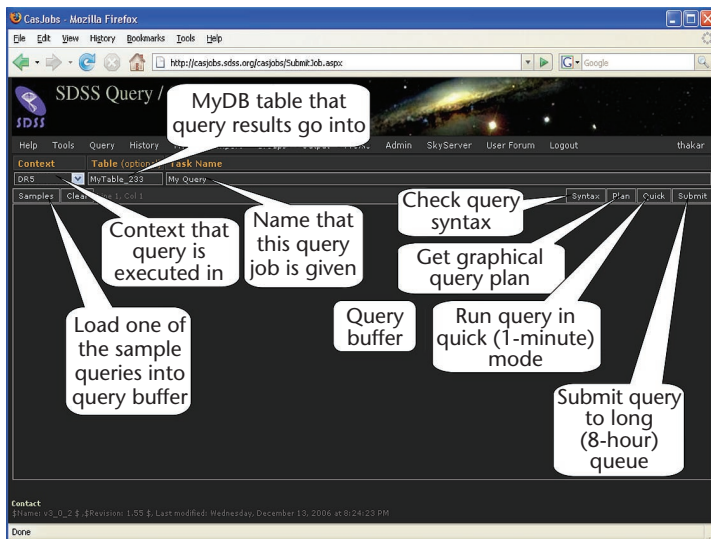 CasJobs - Mozilla Firefox
File Edit View History Bookmarks Tools Help
http://casjobs.sdss.org/casjobs/SubmitJob.aspx
G Google
SDSS
SDSS Query /
MyDB table that
query results go into
Help Tools Query History Admin SkyServer User Forum Logout thakar
Context Table (optional) Task Name
DR5 MyTable_233 My Query
Samples Clear Line 1, Col 1 Syntax Plan Quick Submit
Context that
query is
executed in
Name that
this query
job is given
Check query
syntax
Get graphical
query plan
Load one of
the sample
queries into
query buffer
Query
buffer
Run query in
quick (1-minute)
mode
Submit query
to long
(8-hour)
queue
Contact
$Name: v3_0_2 $ ,$Revision: 1.55 $, Last modified: Wednesday, December 13, 2006 at 8:24:23 PM
Done